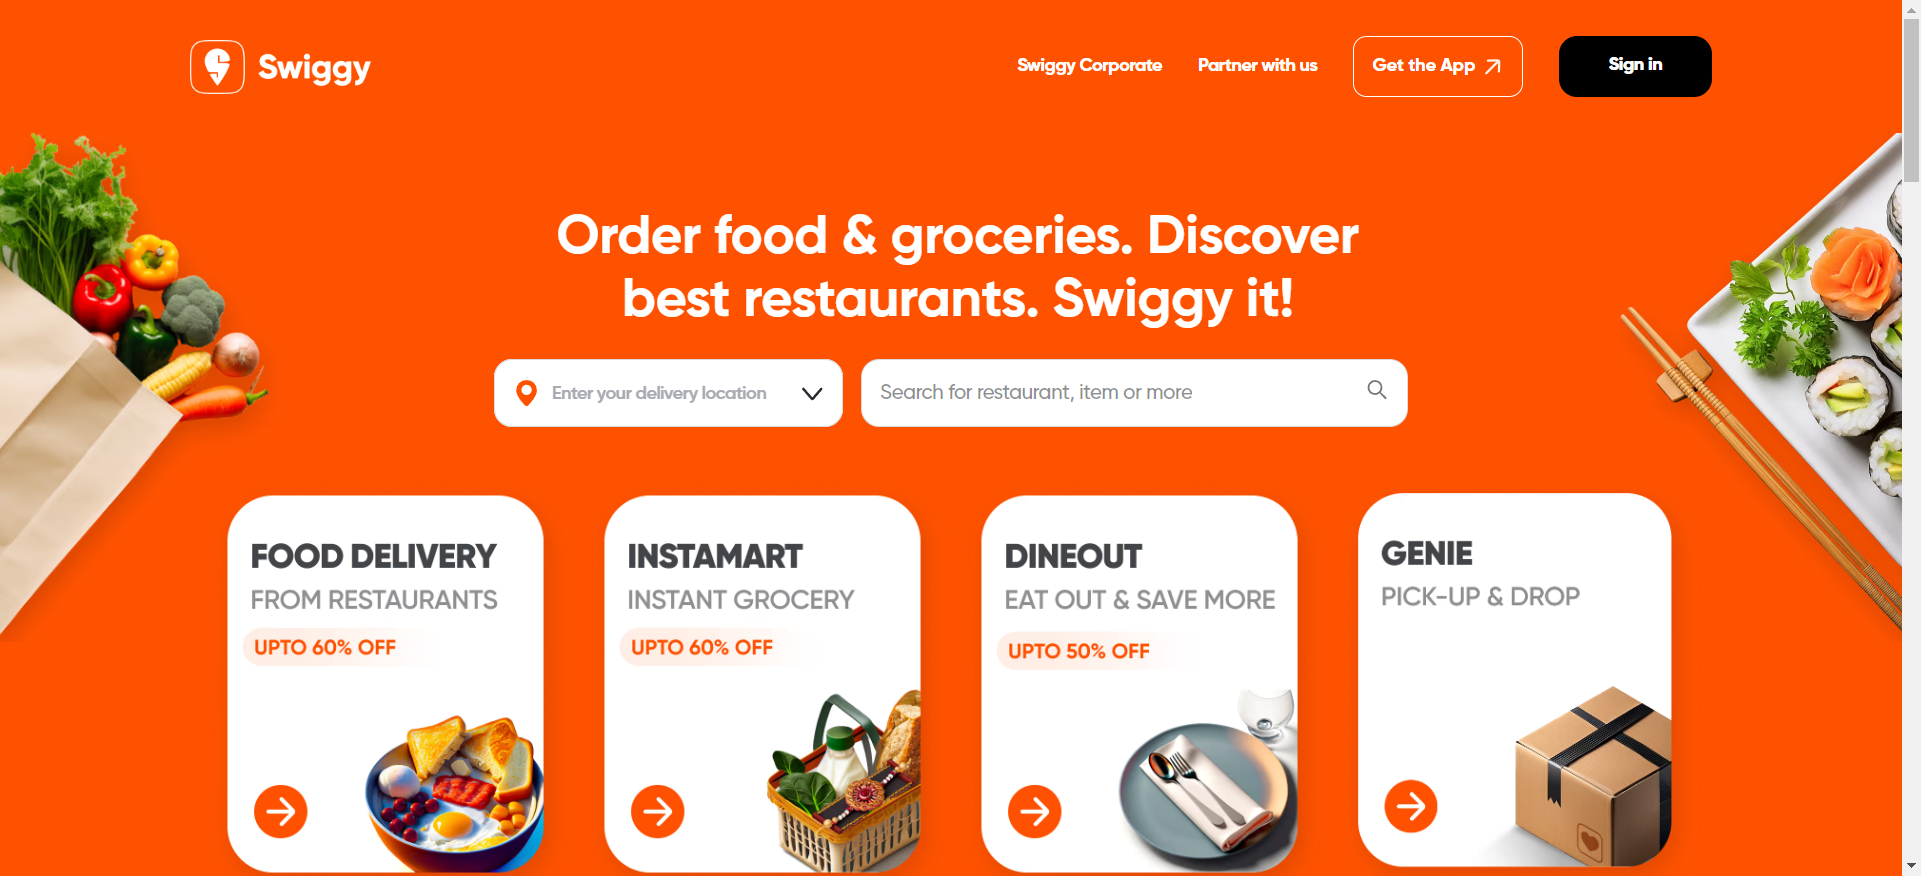 Swiggy
Swiggy Corporate
Partner with us
Get the App
Sign in
Order food & groceries. Discover
best restaurants. Swiggy it!
Enter your delivery location
Search for restaurant, item or more
FOOD DELIVERY
FROM RESTAURANTS
UPTO 60% OFF
INSTAMART
INSTANT GROCERY
UPTO 60% OFF
DINEOUT
EAT OUT & SAVE MORE
UPTO 50% OFF
GENIE
PICK-UP & DROP